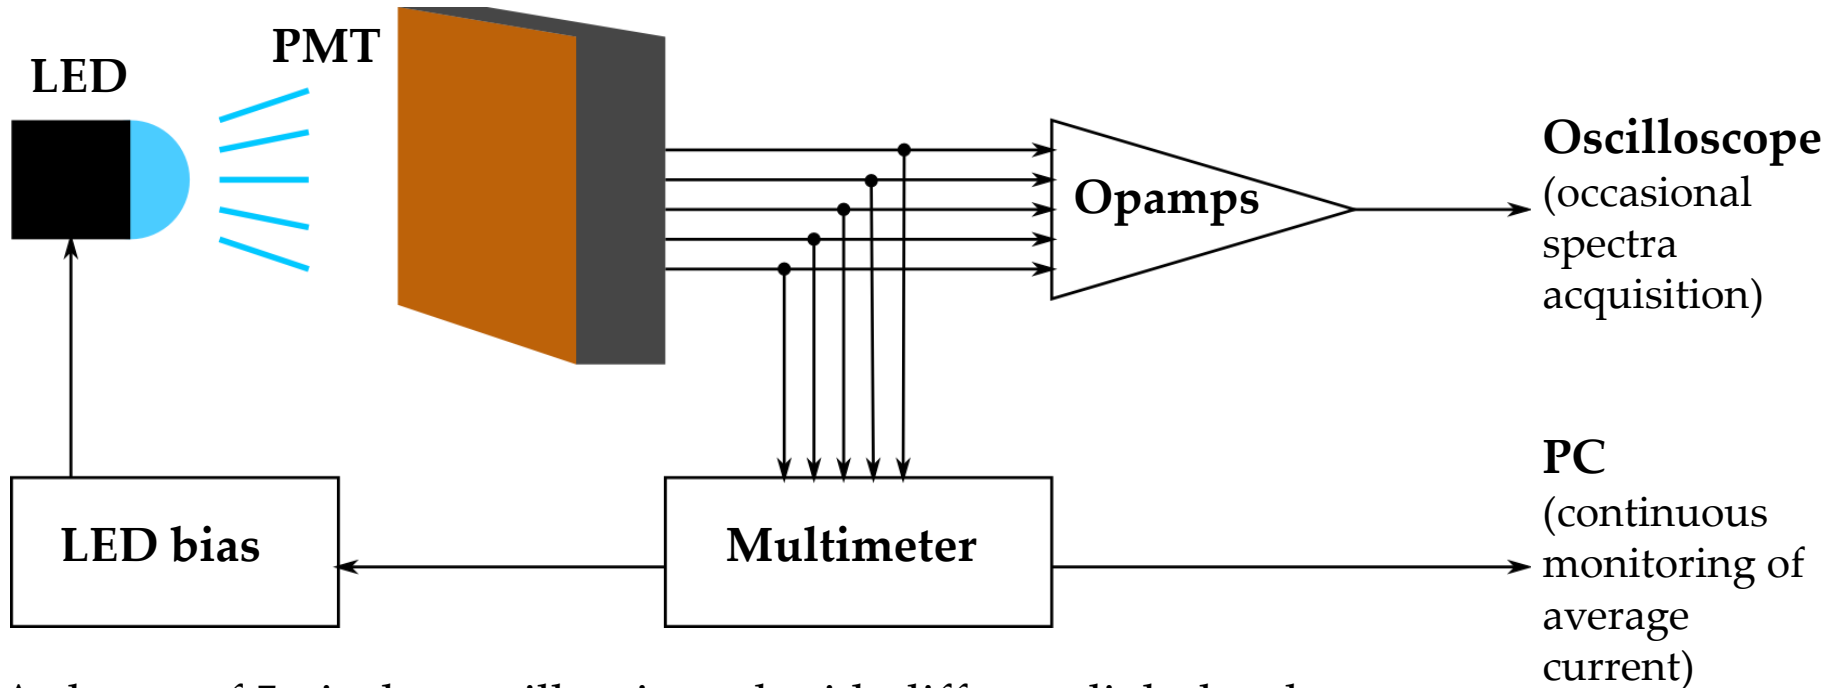 LED
PMT
Opamps
Oscilloscope
(occasional
spectra
acquisition)
LED bias
Multimeter
PC
(continuous
monitoring of
average
current)